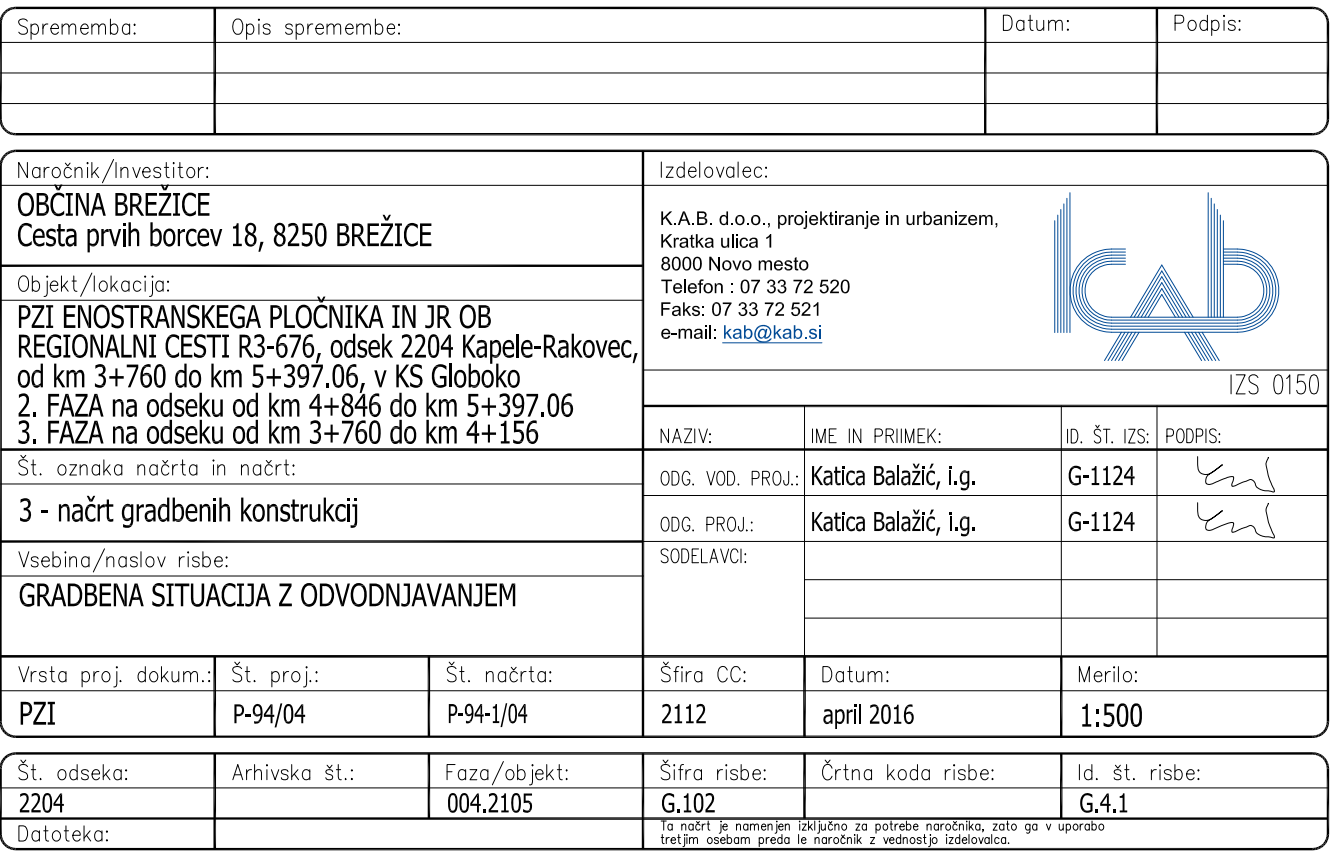 Sprememba: Opis spremembe: Datum: Podpis:
Naročnik/Investitor:
OBČINA BREŽICE
Cesta prvih borcev 18, 8250 BREŽICE
Objekt/lokacija:
PZI ENOSTRANSKEGA PLOČNIKA IN JR OB
REGIONALNI CESTI R3-676, odsek 2204 Kapele-Rakovec,
od km 3+760 do km 5+397.06, v KS Globoko
2. FAZA na odseku od km 4+846 do km 5+397.06
3. FAZA na odseku od km 3+760 do km 4+156
Št. oznaka načrta in načrt:
3 - načrt gradbenih konstrukcij
Vsebina/naslov risbe:
GRADBENA SITUACIJA Z ODVODNJAVANJEM
Izdelovalec:
K.A.B. d.o.o., projektiranje in urbanizem,
Kratka ulica 1
8000 Novo mesto
Telefon : 07 33 72 520
Faks: 07 33 72 521
e-mail: kab@kab.si
kab
IZS 0150
NAZIV: IME IN PRIIMEK: ID. ŠT. IZS: PODPIS:
ODG. VOD. PROJ.: Katica Balažić, i.g. G-1124
ODG. PROJ.: Katica Balažić, i.g. G-1124
SODELAVCI:
Vrsta proj. dokum.: Št. proj.: Št. načrta: Šfira CC: Datum: Merilo:
PZI P-94/04 P-94-1/04 2112 april 2016 1:500
Št. odseka: Arhivska št.: Faza/objekt: Šifra risbe: Črtna koda risbe: Id. št. risbe:
2204 004.2105 G.102 G.4.1
Datoteka:
Ta načrt je namenjen izključno za potrebe naročnika, zato ga v uporabo
tretjim osebam preda le naročnik z vednostjo izdelovalca.